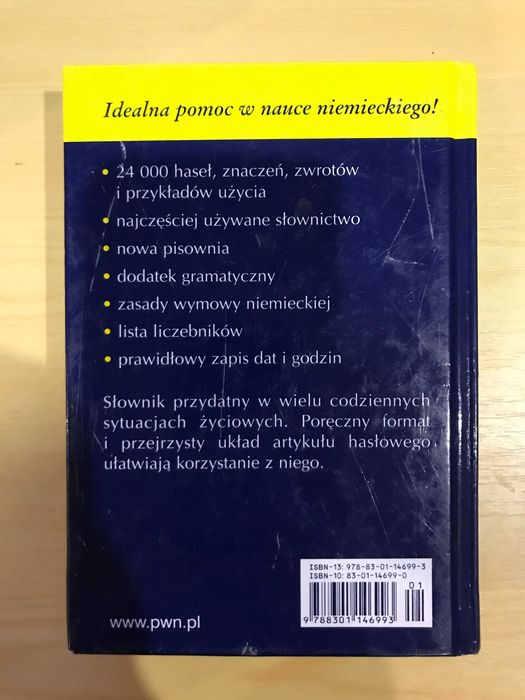 Idealna pomoc w nauce niemieckiego!
• 24 000 haseł, znaczeń, zwrotów
i przykładów użycia
• najczęściej używane słownictwo
• nowa pisownia
• dodatek gramatyczny
• zasady wymowy niemieckiej
• lista liczebników
• prawidłowy zapis dat i godzin
Słownik przydatny w wielu codziennych
sytuacjach życiowych. Poręczny format
i przejrzysty układ artykułu hasłowego
ułatwiają korzystanie z niego.
ISBN-13: 978-83-01-14699-3
ISBN-10: 83-01-14699-0
01
9 788301 146993
www.pwn.pl